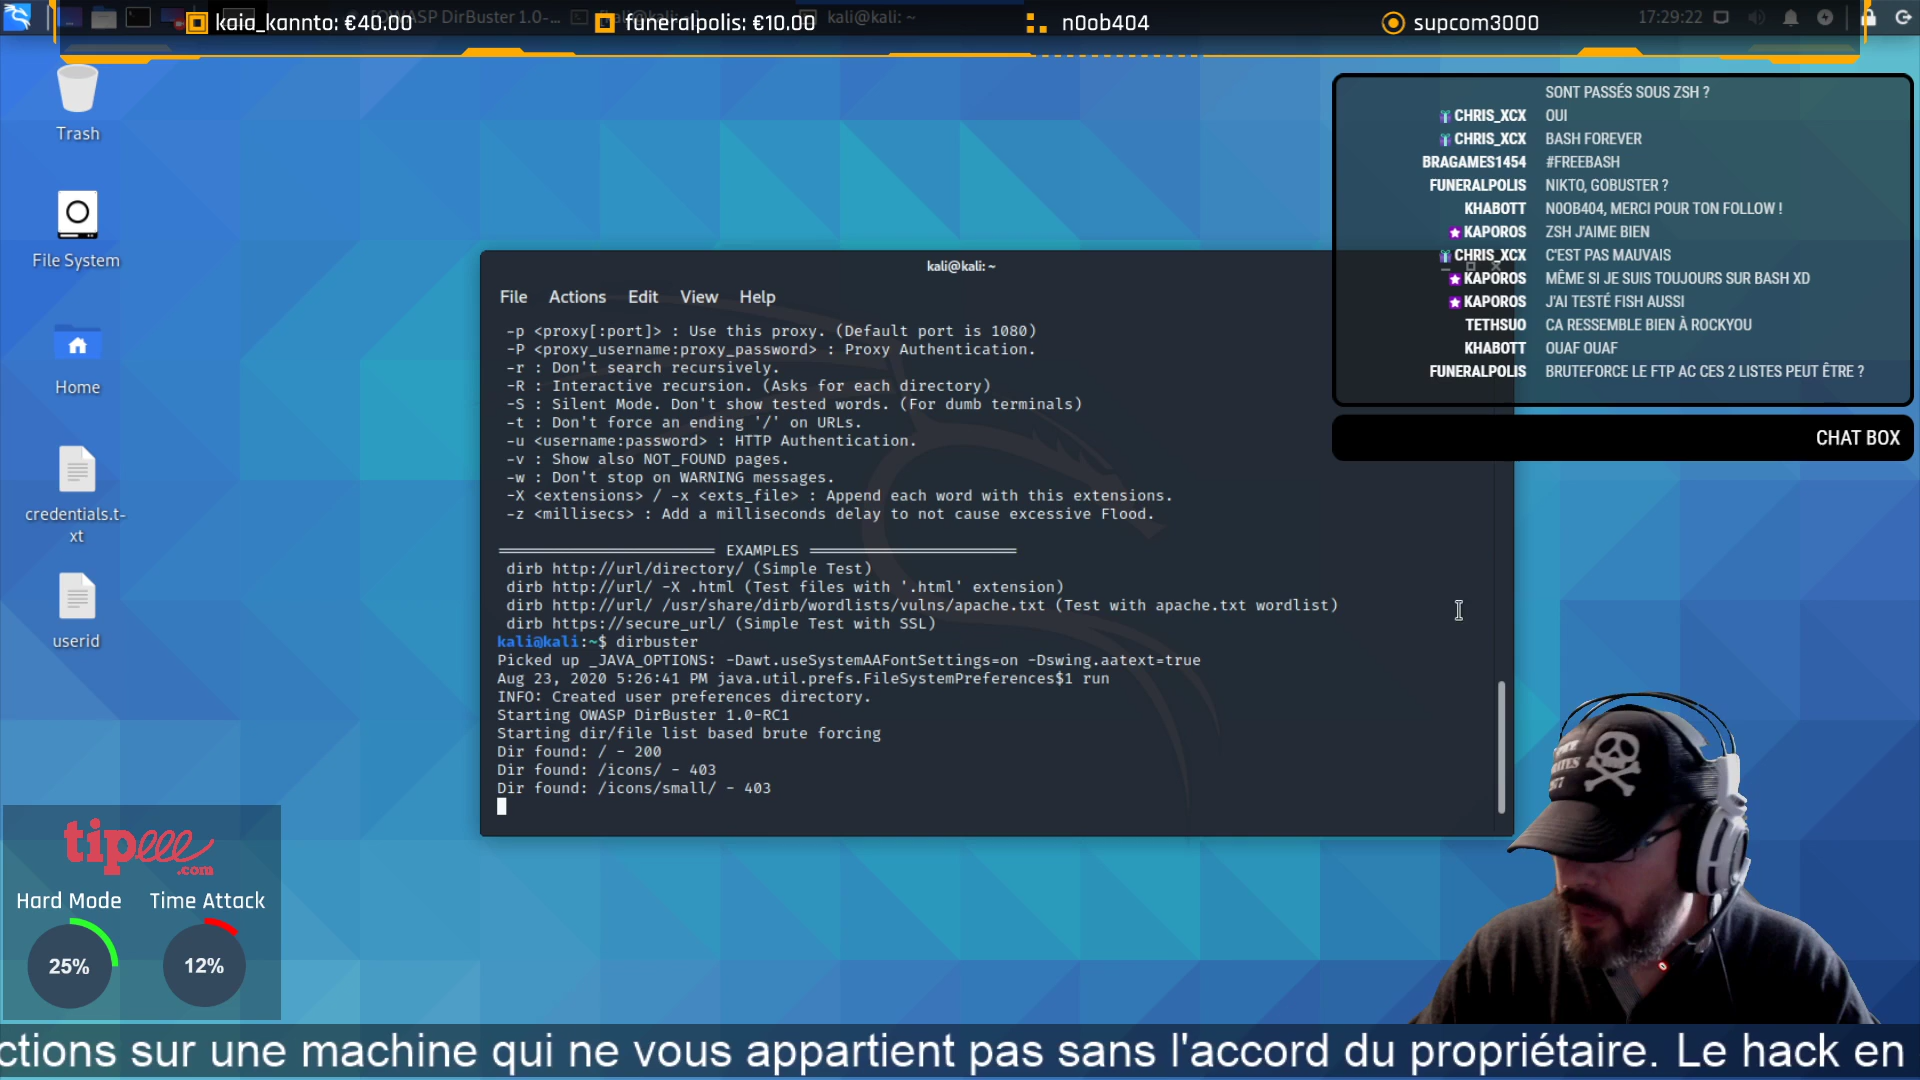 kaia_kannto: €40.00
funeralpolis: €10.00
n0ob404
supcom3000
[OWASP DirBuster 1.0-...
kali@kali: ~
17:29:22
Trash
File System
Home
credentials.t-
xt
userid
SONT PASSÉS SOUS ZSH ?
CHRIS_XCX OUI
CHRIS_XCX BASH FOREVER
BRAGAMES1454 #FREEBASH
FUNERALPOLIS NIKTO, GOBUSTER ?
KHABOTT N0OB404, MERCI POUR TON FOLLOW !
KAPOROS ZSH J'AIME BIEN
CHRIS_XCX C'EST PAS MAUVAIS
KAPOROS MÊME SI JE SUIS TOUJOURS SUR BASH XD
KAPOROS J'AI TESTÉ FISH AUSSI
TETHSUO CA RESSEMBLE BIEN À ROCKYOU
KHABOTT OUAF OUAF
FUNERALPOLIS BRUTEFORCE LE FTP AC CES 2 LISTES PEUT ÊTRE ?
CHAT BOX
kali@kali: ~
File Actions Edit View Help
-p <proxy[:port]> : Use this proxy. (Default port is 1080)
-P <proxy_username:proxy_password> : Proxy Authentication.
-r : Don't search recursively.
-R : Interactive recursion. (Asks for each directory)
-S : Silent Mode. Don't show tested words. (For dumb terminals)
-t : Don't force an ending '/' on URLs.
-u <username:password> : HTTP Authentication.
-v : Show also NOT_FOUND pages.
-w : Don't stop on WARNING messages.
-X <extensions> / -x <exts_file> : Append each word with this extensions.
-z <millisecs> : Add a milliseconds delay to not cause excessive Flood.
EXAMPLES
dirb http://url/directory/ (Simple Test)
dirb http://url/ -X .html (Test files with '.html' extension)
dirb http://url/ /usr/share/dirb/wordlists/vulns/apache.txt (Test with apache.txt wordlist)
dirb https://secure_url/ (Simple Test with SSL)
kali@kali:~$ dirbuster
Picked up _JAVA_OPTIONS: -Dawt.useSystemAAFontSettings=on -Dswing.aatext=true
Aug 23, 2020 5:26:41 PM java.util.prefs.FileSystemPreferences$1 run
INFO: Created user preferences directory.
Starting OWASP DirBuster 1.0-RC1
Starting dir/file list based brute forcing
Dir found: / - 200
Dir found: /icons/ - 403
Dir found: /icons/small/ - 403
tipeee
.com
Hard Mode Time Attack
25% 12%
ctions sur une machine qui ne vous appartient pas sans l'accord du propriétaire. Le hack en